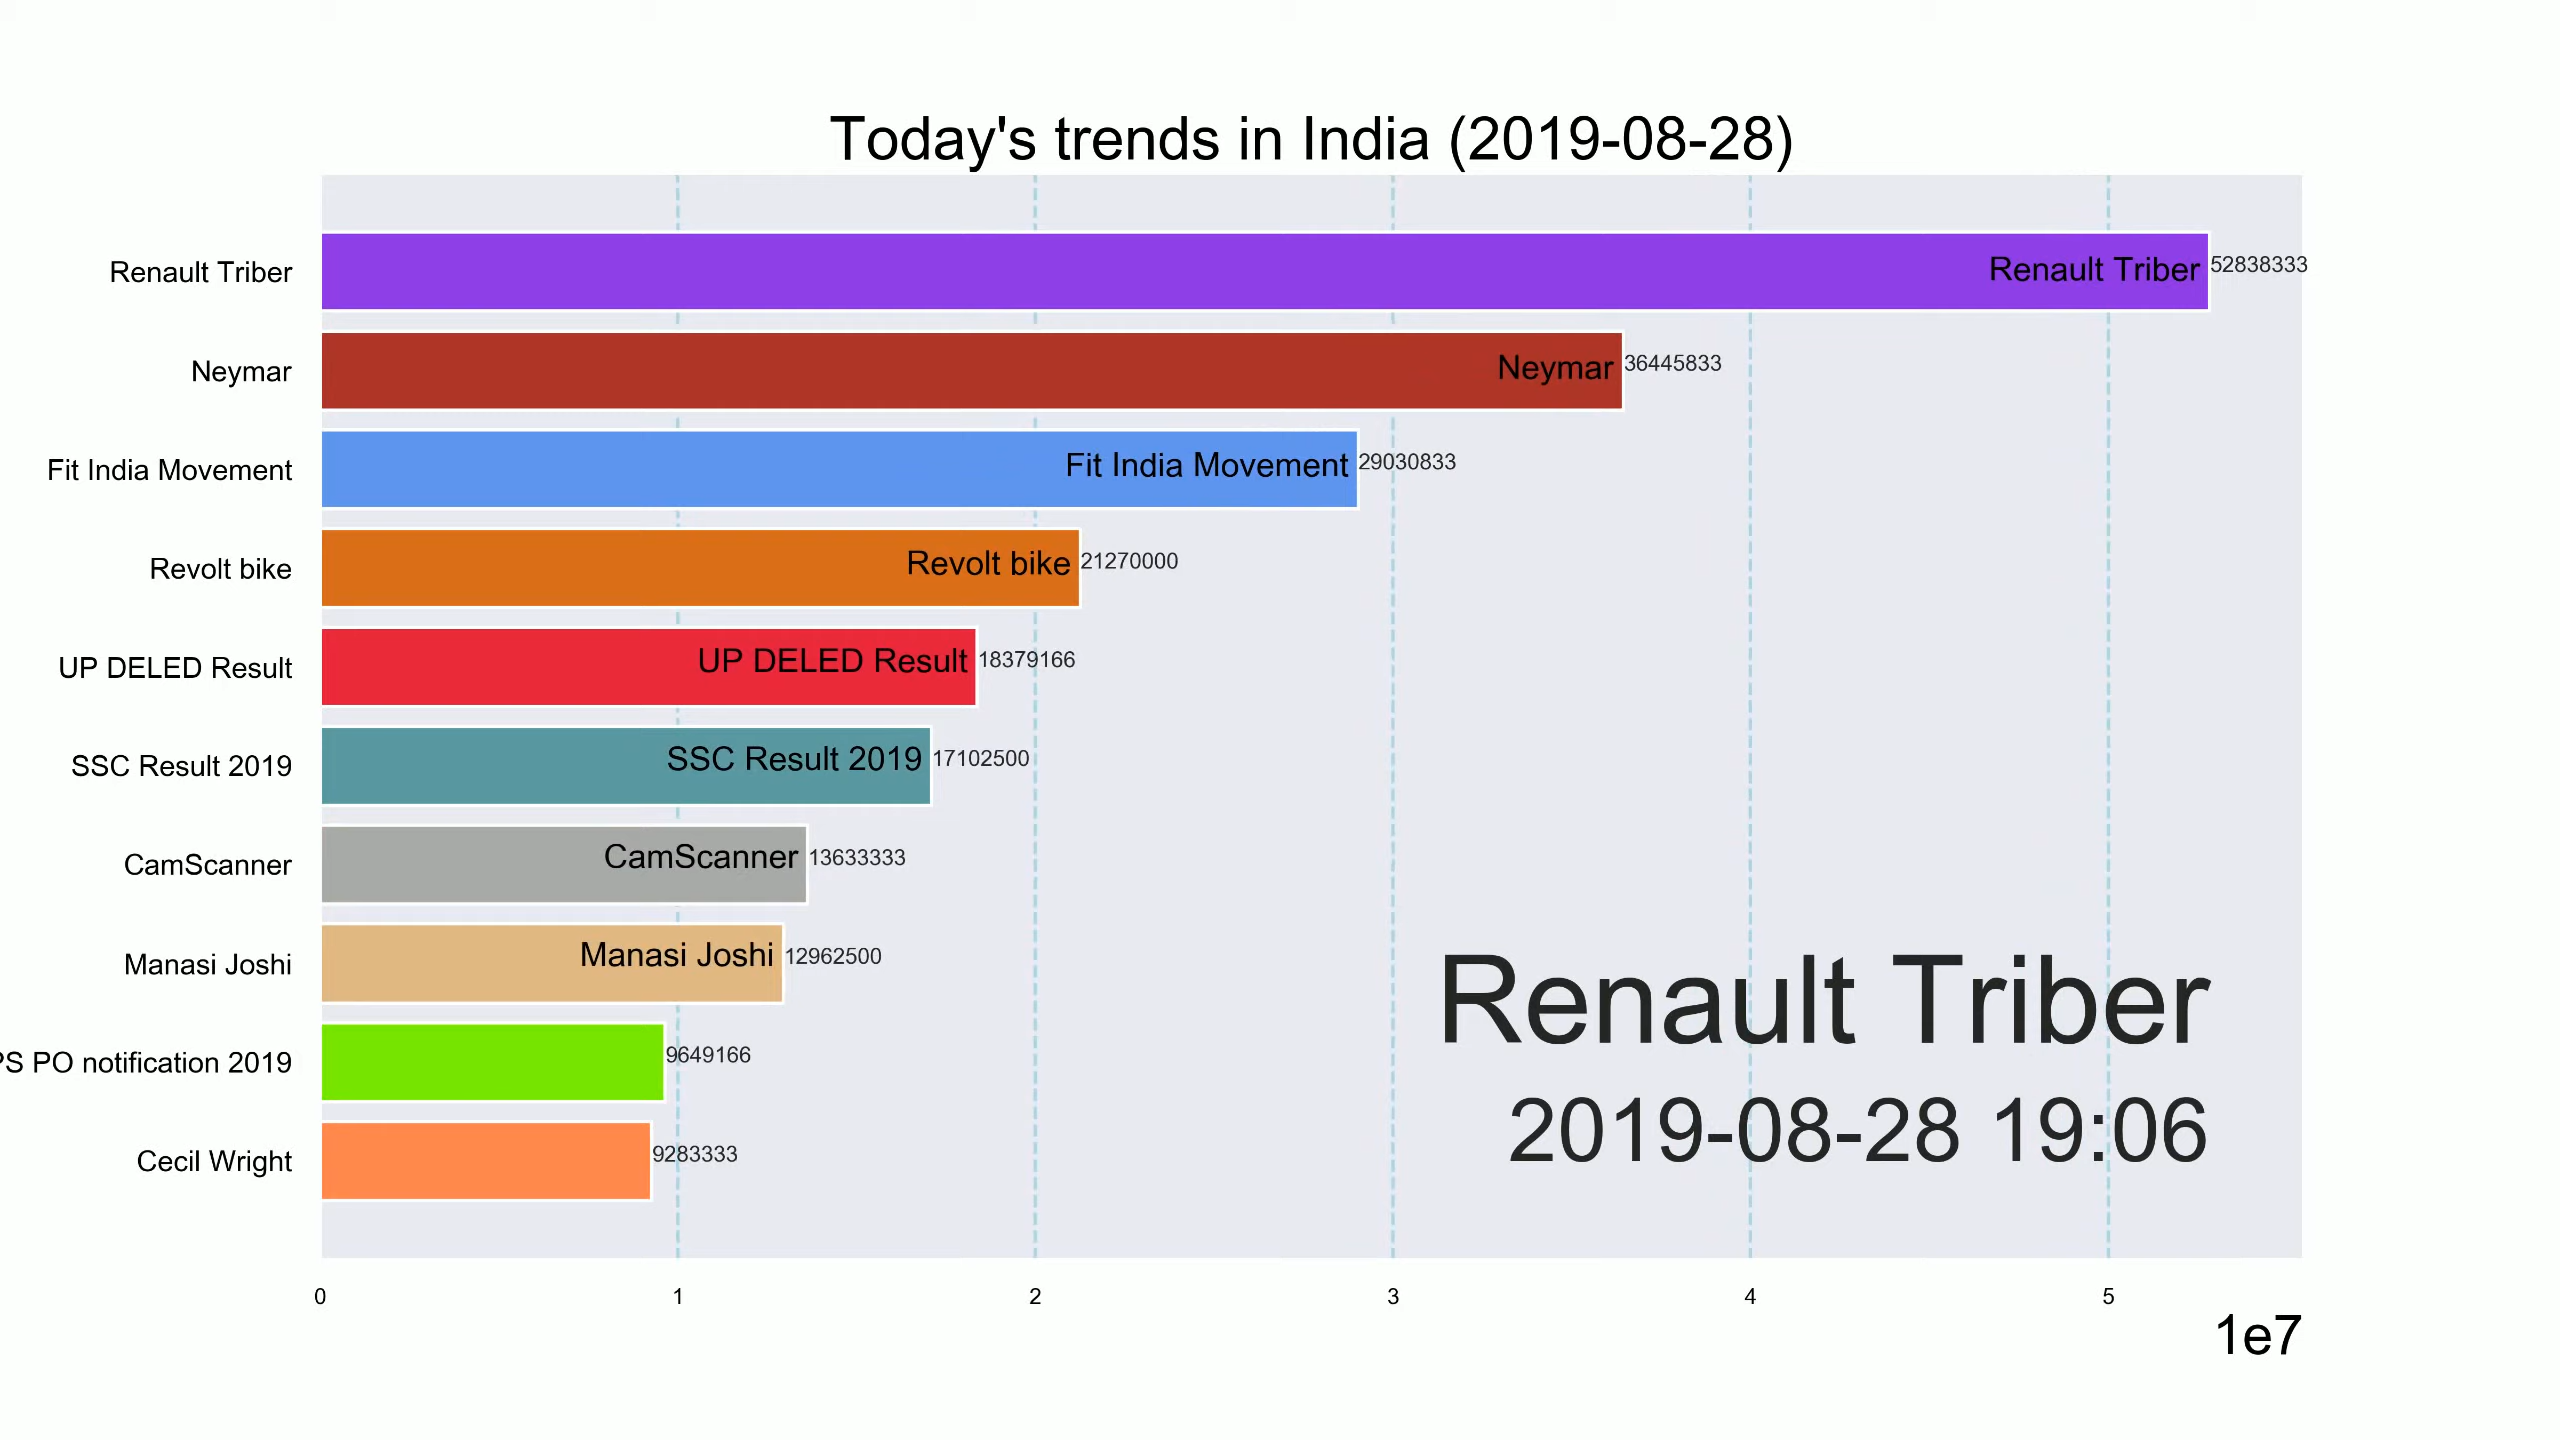 Today's trends in India (2019-08-28)
Renault Triber Renault Triber 52838333
Neymar Neymar 36445833
Fit India Movement Fit India Movement 29030833
Revolt bike Revolt bike 21270000
UP DELED Result UP DELED Result 18379166
SSC Result 2019 SSC Result 2019 17102500
CamScanner CamScanner 13633333
Manasi Joshi Manasi Joshi 12962500
PO notification 2019 9649166
Cecil Wright 9283333
Renault Triber
2019-08-28 19:06
0 1 2 3 4 5
1e7